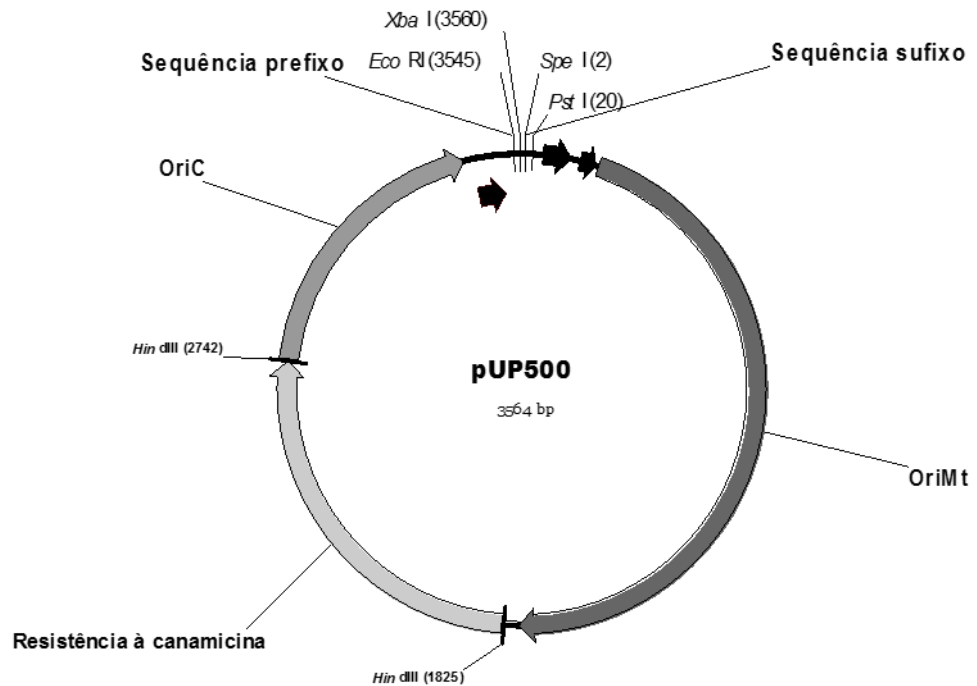 Xba I (3560)
Sequência prefixo
Eco RI (3545)
Spe I (2)
Sequência sufixo
Pst I (20)
OriC
Hin dIII (2742)
pUP500
3564 bp
OriMt
Resistência à canamicina
Hin dIII (1825)